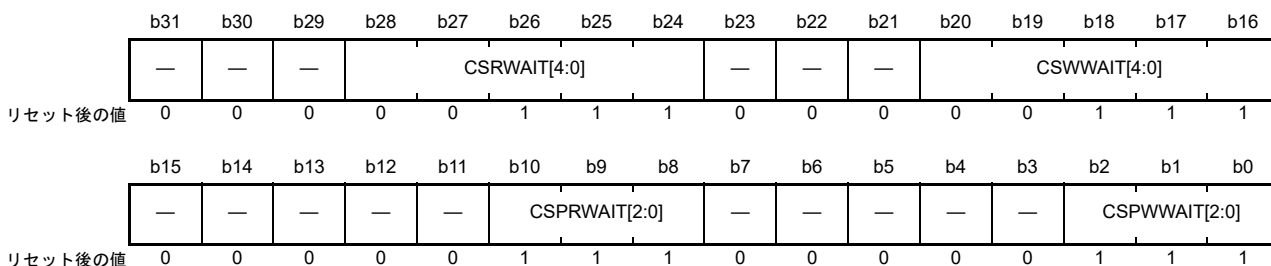 b31 b30 b29 b28 b27 b26 b25 b24 b23 b22 b21 b20 b19 b18 b17 b16
— — — CSRWAIT[4:0] — — — CSWWAIT[4:0]
リセット後の値 0 0 0 0 0 1 1 1 0 0 0 0 0 1 1 1
b15 b14 b13 b12 b11 b10 b9 b8 b7 b6 b5 b4 b3 b2 b1 b0
— — — — — CSPRWAIT[2:0] — — — — — CSPWWAIT[2:0]
リセット後の値 0 0 0 0 0 1 1 1 0 0 0 0 0 1 1 1